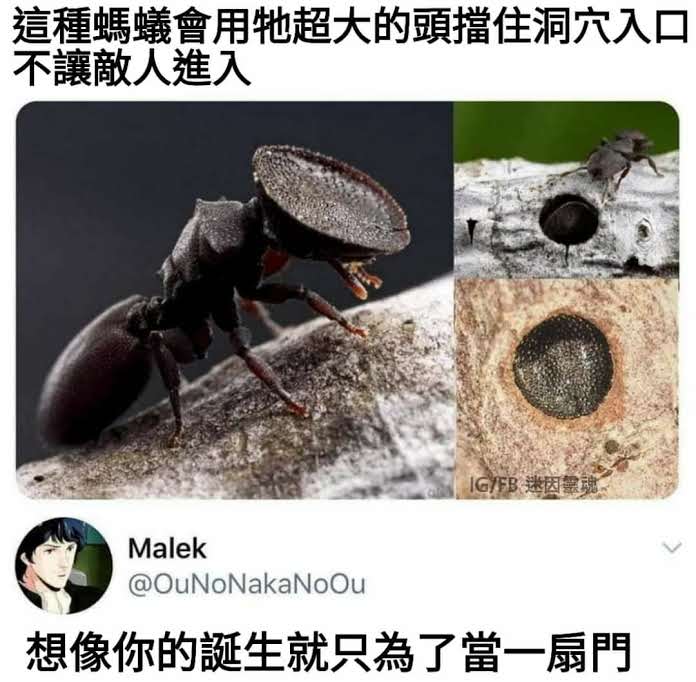 這種螞蟻會用牠超大的頭擋住洞穴入口
不讓敵人進入
IG/FB 迷因靈魂
Malek
@OuNoNakaNoOu
想像你的誕生就只為了當一扇門